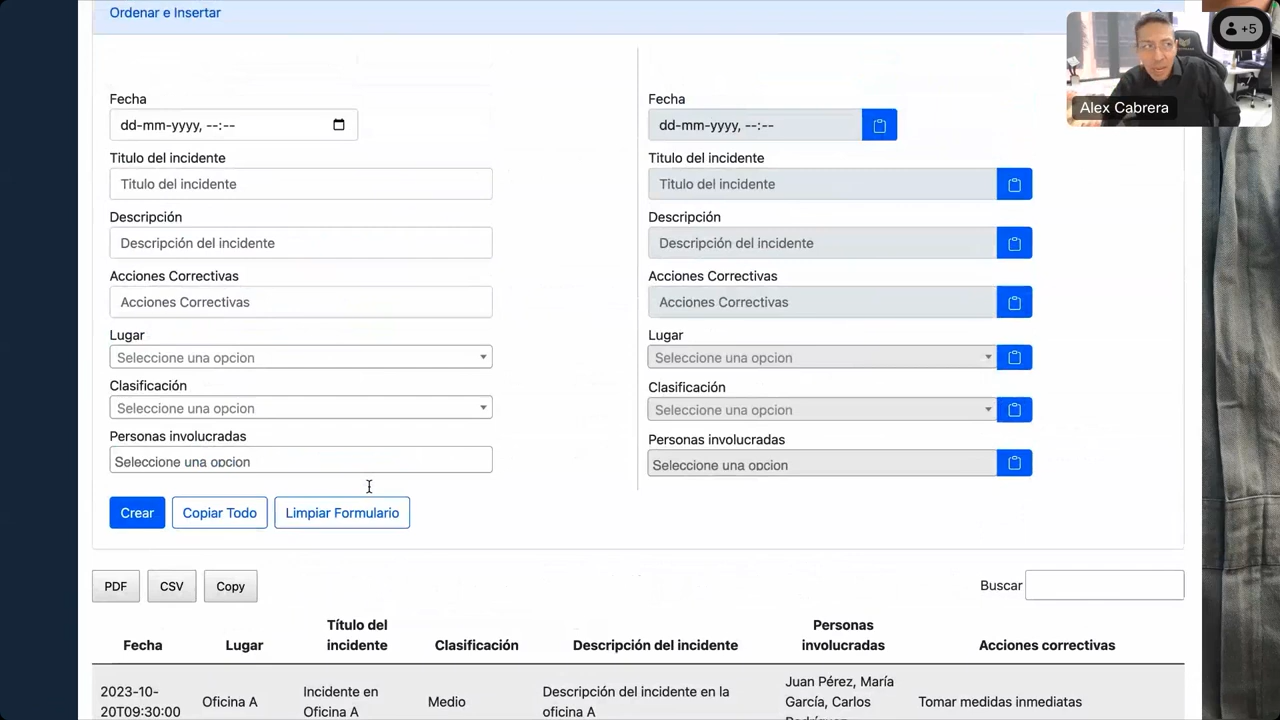 Ordenar e Insertar
+5
Alex Cabrera
Fecha
dd-mm-yyyy, --:--
Titulo del incidente
Titulo del incidente
Descripción
Descripción del incidente
Acciones Correctivas
Acciones Correctivas
Lugar
Seleccione una opcion
Clasificación
Seleccione una opcion
Personas involucradas
Seleccione una opcion
Fecha
dd-mm-yyyy, --:--
Titulo del incidente
Titulo del incidente
Descripción
Descripción del incidente
Acciones Correctivas
Acciones Correctivas
Lugar
Seleccione una opcion
Clasificación
Seleccione una opcion
Personas involucradas
Seleccione una opcion
Crear Copiar Todo Limpiar Formulario
PDF CSV Copy Buscar
Fecha Lugar Título del incidente Clasificación Descripción del incidente Personas involucradas Acciones correctivas
2023-10-20T09:30:00 Oficina A Incidente en Oficina A Medio Descripción del incidente en la oficina A Juan Pérez, María García, Carlos Tomar medidas inmediatas